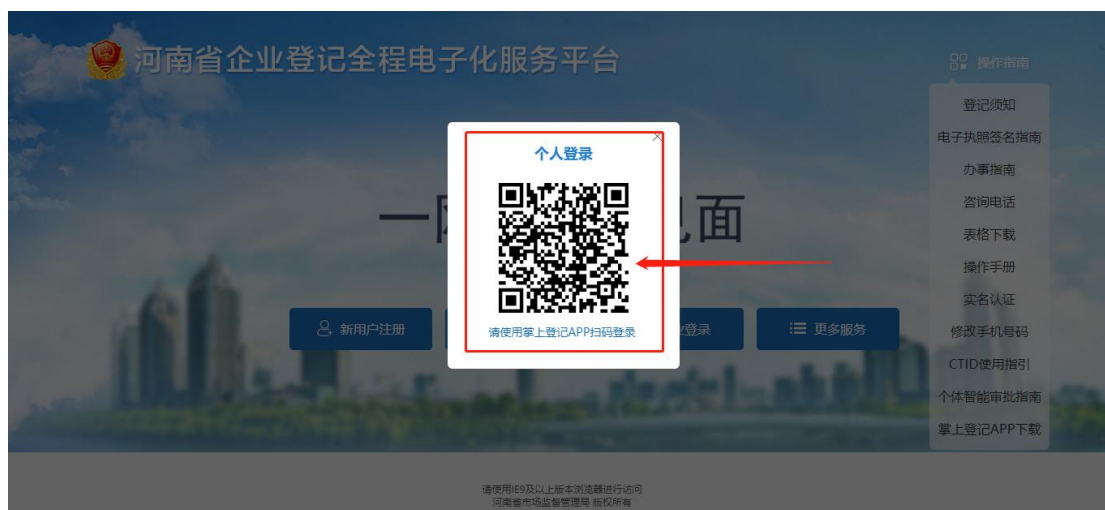 河南省企业登记全程电子化服务平台
操作指南
登记须知
电子执照签名指南
办事指南
咨询电话
表格下载
操作手册
实名认证
修改手机号码
CTID使用指引
个体智能审批指南
掌上登记APP下载
个人登录
一 面
请使用掌上登记APP扫码登录
新用户注册
登录
更多服务
请使用IE9及以上版本浏览器进行访问
河南省市场监督管理局 版权所有